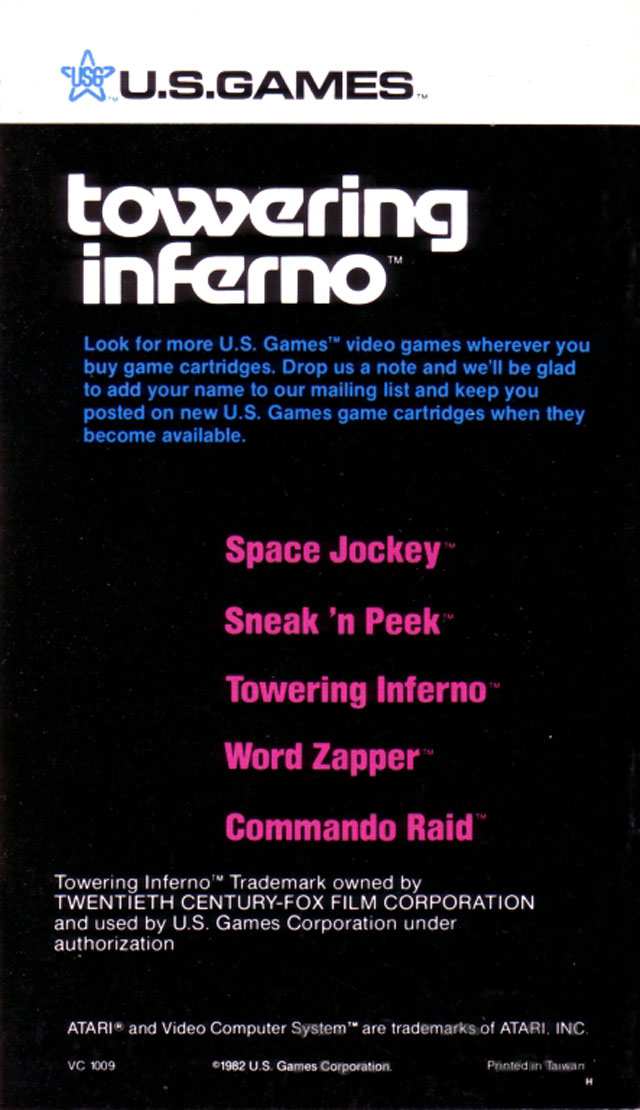 USG™ U.S.GAMES™
towering
inferno™
Look for more U.S. Games™ video games wherever you
buy game cartridges. Drop us a note and we'll be glad
to add your name to our mailing list and keep you
posted on new U.S. Games game cartridges when they
become available.
Space Jockey™
Sneak 'n Peek™
Towering Inferno™
Word Zapper™
Commando Raid™
Towering Inferno™ Trademark owned by
TWENTIETH CENTURY-FOX FILM CORPORATION
and used by U.S. Games Corporation under
authorization
ATARI® and Video Computer System™ are trademarks of ATARI, INC.
VC 1009 ©1982 U.S. Games Corporation. Printed in Taiwan
H